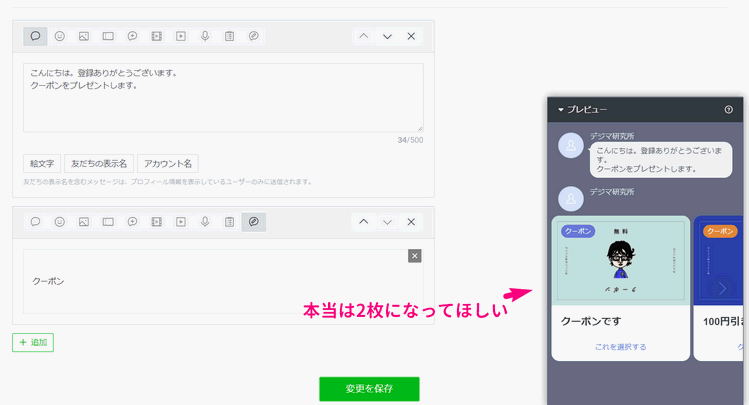 こんにちは。登録ありがとうございます。
クーポンをプレゼントします。
34/500
絵文字
友だちの表示名
アカウント名
友だちの表示名を含むメッセージは、プロフィール情報を表示しているユーザーのみに送信されます。
クーポン
+ 追加
変更を保存
本当は2枚になってほしい
プレビュー
デジマ研究所
こんにちは。登録ありがとうございま
す。
クーポンをプレゼントします。
デジマ研究所
クーポン
無料
クーポン
クーポンです
これを選択する
クーポン
100円引き